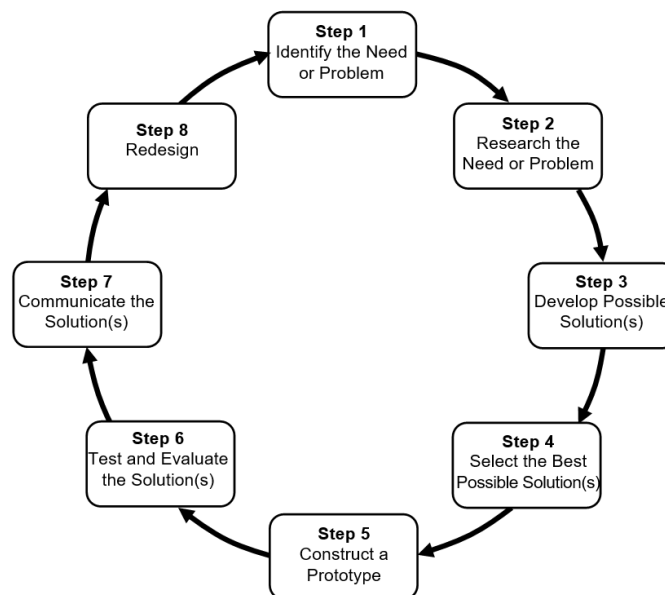 Step 1
Identify the Need
or Problem
Step 2
Research the
Need or Problem
Step 3
Develop Possible
Solution(s)
Step 4
Select the Best
Possible Solution(s)
Step 5
Construct a
Prototype
Step 6
Test and Evaluate
the Solution(s)
Step 7
Communicate the
Solution(s)
Step 8
Redesign